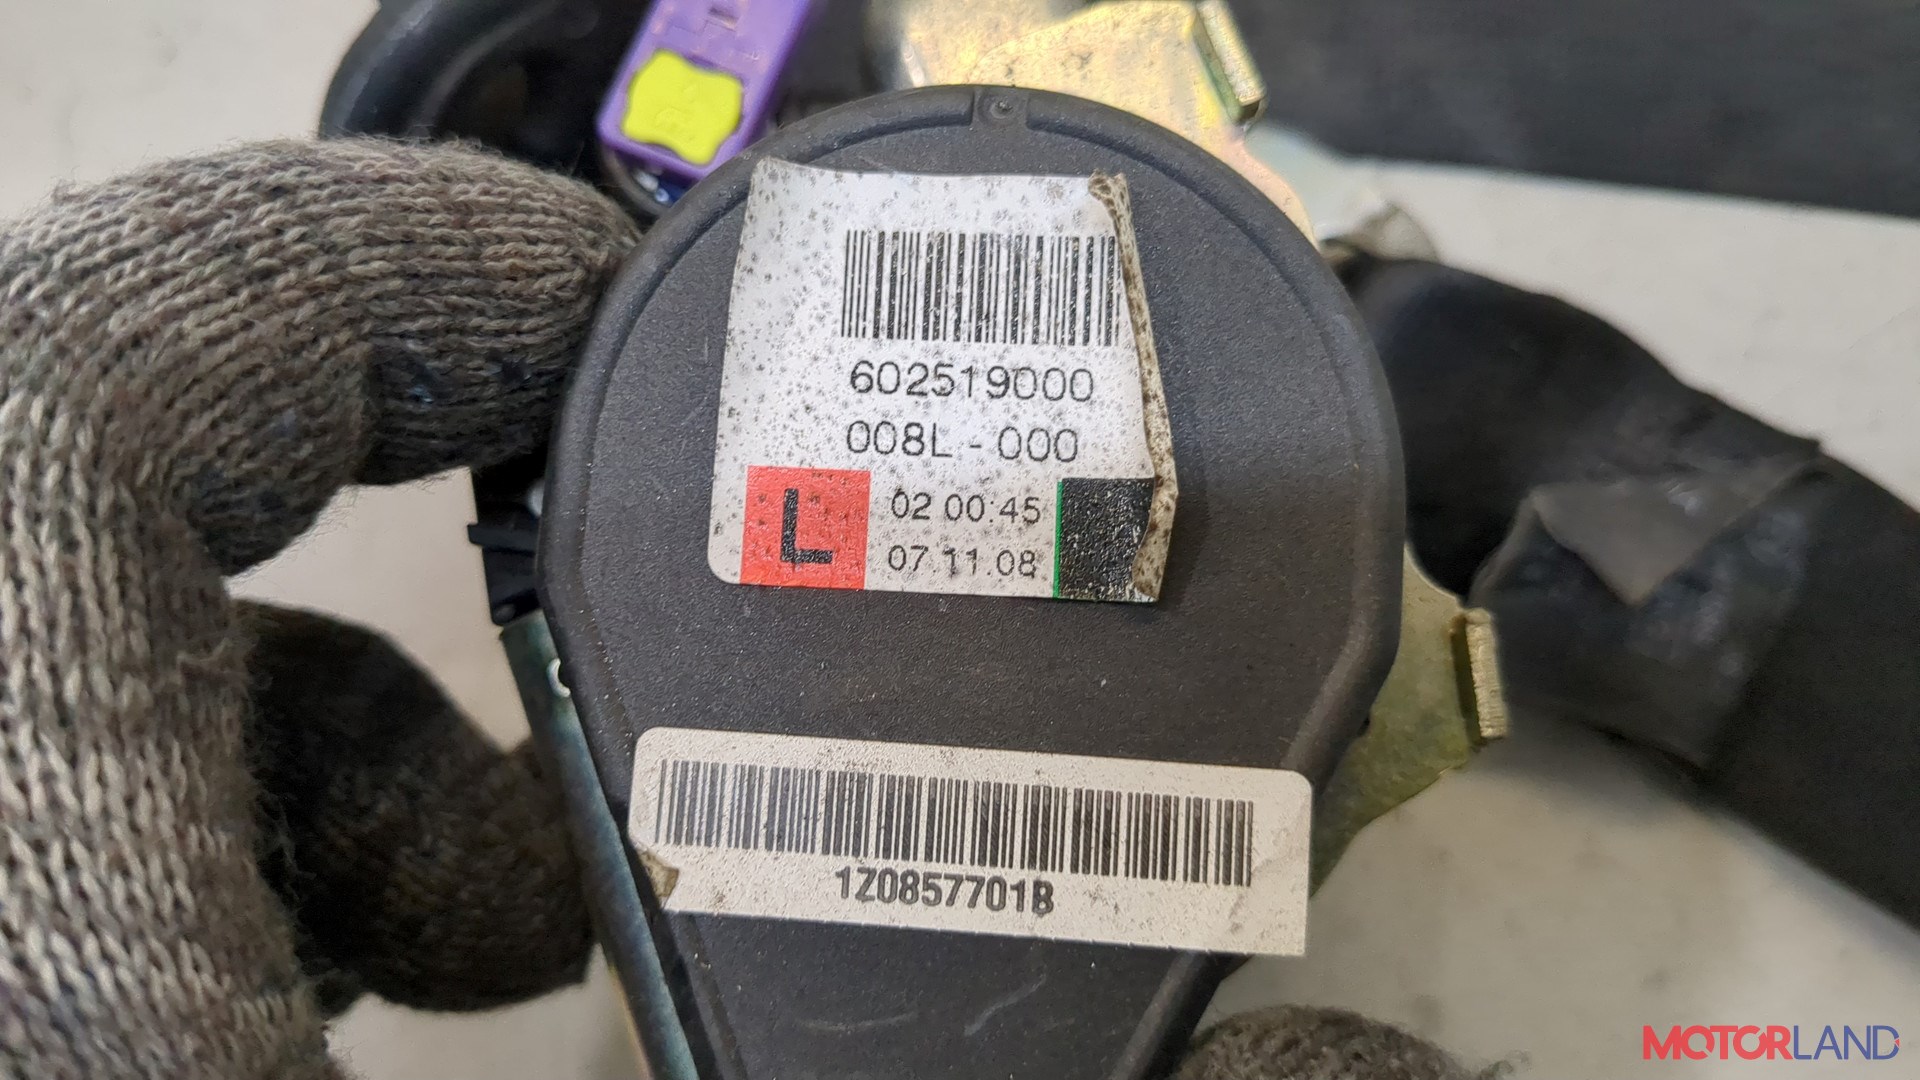 602519000
008L - 000
L
02 00:45
07.11.08
1Z0857701B
MOTORLAND